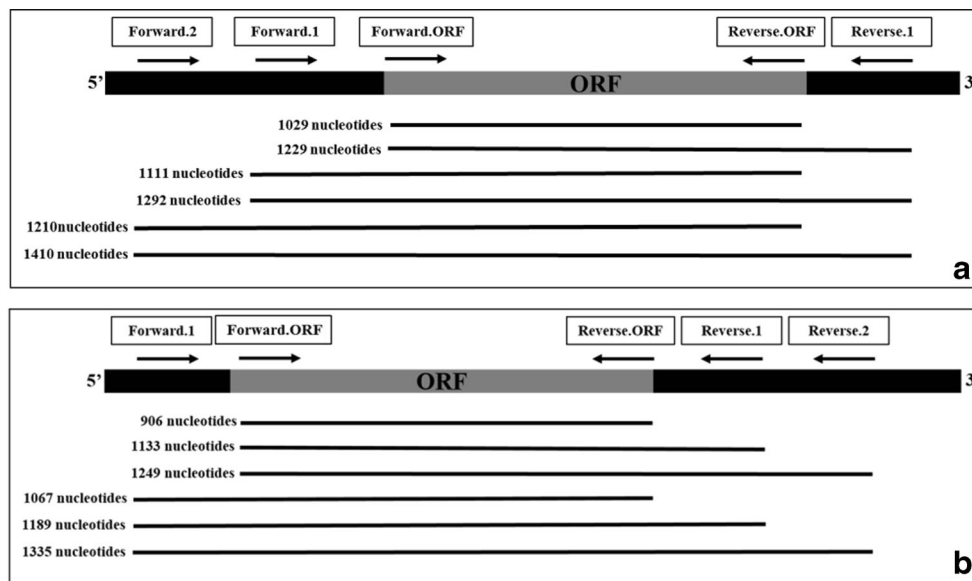 Forward.2 Forward.1 Forward.ORF Reverse.ORF Reverse.1
5’ ORF 3
1029 nucleotides
1229 nucleotides
1111 nucleotides
1292 nucleotides
1210nucleotides
1410 nucleotides
a
Forward.1 Forward.ORF Reverse.ORF Reverse.1 Reverse.2
5’ ORF 3
906 nucleotides
1133 nucleotides
1249 nucleotides
1067 nucleotides
1189 nucleotides
1335 nucleotides
b